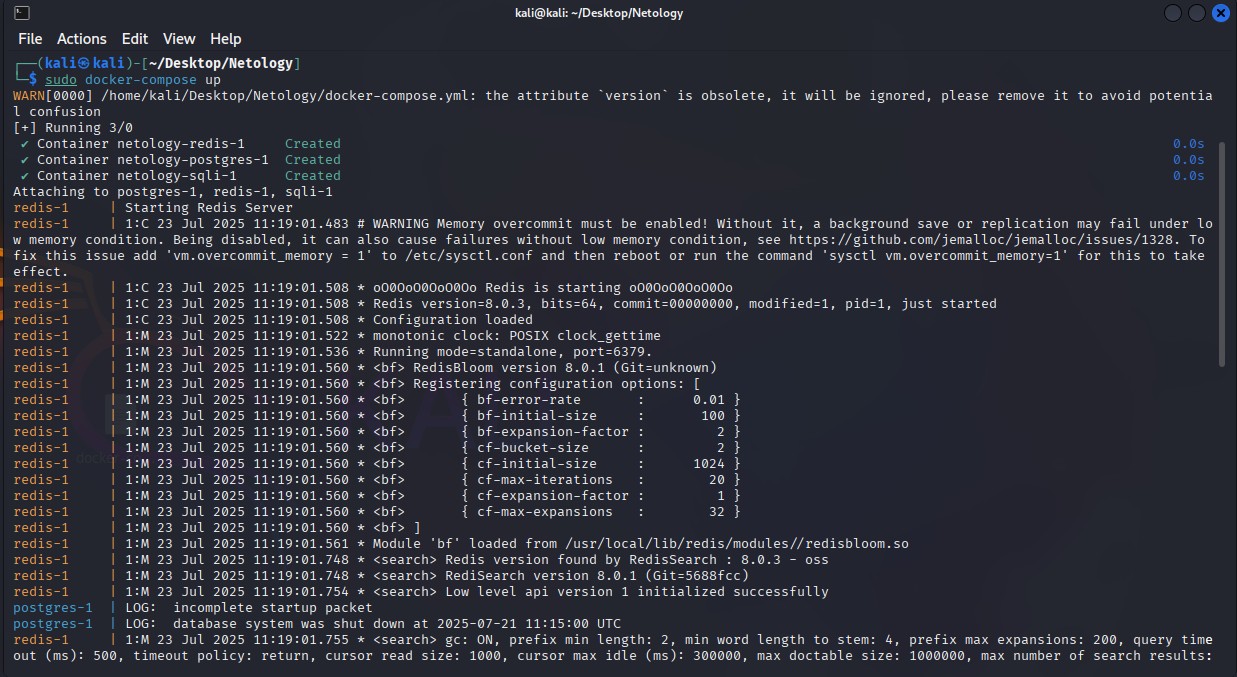 kali@kali: ~/Desktop/Netology
File Actions Edit View Help
┌──(kali㉿kali)-[~/Desktop/Netology]
└─$ sudo docker-compose up
WARN[0000] /home/kali/Desktop/Netology/docker-compose.yml: the attribute `version` is obsolete, it will be ignored, please remove it to avoid potentia
l confusion
[+] Running 3/0
✔ Container netology-redis-1     Created     0.0s
✔ Container netology-postgres-1  Created     0.0s
✔ Container netology-sqli-1      Created     0.0s
Attaching to postgres-1, redis-1, sqli-1
redis-1     | Starting Redis Server
redis-1     | 1:C 23 Jul 2025 11:19:01.483 # WARNING Memory overcommit must be enabled! Without it, a background save or replication may fail under lo
w memory condition. Being disabled, it can also cause failures without low memory condition, see https://github.com/jemalloc/jemalloc/issues/1328. To
fix this issue add 'vm.overcommit_memory = 1' to /etc/sysctl.conf and then reboot or run the command 'sysctl vm.overcommit_memory=1' for this to take
effect.
redis-1     | 1:C 23 Jul 2025 11:19:01.508 * oO0OoO0OoO0Oo Redis is starting oO0OoO0OoO0Oo
redis-1     | 1:C 23 Jul 2025 11:19:01.508 * Redis version=8.0.3, bits=64, commit=00000000, modified=1, pid=1, just started
redis-1     | 1:C 23 Jul 2025 11:19:01.508 * Configuration loaded
redis-1     | 1:M 23 Jul 2025 11:19:01.522 * monotonic clock: POSIX clock_gettime
redis-1     | 1:M 23 Jul 2025 11:19:01.536 * Running mode=standalone, port=6379.
redis-1     | 1:M 23 Jul 2025 11:19:01.560 * <bf> RedisBloom version 8.0.1 (Git=unknown)
redis-1     | 1:M 23 Jul 2025 11:19:01.560 * <bf> Registering configuration options: [
redis-1     | 1:M 23 Jul 2025 11:19:01.560 * <bf>       { bf-error-rate       :      0.01 }
redis-1     | 1:M 23 Jul 2025 11:19:01.560 * <bf>       { bf-initial-size     :       100 }
redis-1     | 1:M 23 Jul 2025 11:19:01.560 * <bf>       { bf-expansion-factor :         2 }
redis-1     | 1:M 23 Jul 2025 11:19:01.560 * <bf>       { cf-bucket-size      :         2 }
redis-1     | 1:M 23 Jul 2025 11:19:01.560 * <bf>       { cf-initial-size     :      1024 }
redis-1     | 1:M 23 Jul 2025 11:19:01.560 * <bf>       { cf-max-iterations   :        20 }
redis-1     | 1:M 23 Jul 2025 11:19:01.560 * <bf>       { cf-expansion-factor :         1 }
redis-1     | 1:M 23 Jul 2025 11:19:01.560 * <bf>       { cf-max-expansions   :        32 }
redis-1     | 1:M 23 Jul 2025 11:19:01.560 * <bf> ]
redis-1     | 1:M 23 Jul 2025 11:19:01.561 * Module 'bf' loaded from /usr/local/lib/redis/modules//redisbloom.so
redis-1     | 1:M 23 Jul 2025 11:19:01.748 * <search> Redis version found by RedisSearch : 8.0.3 - oss
redis-1     | 1:M 23 Jul 2025 11:19:01.748 * <search> RediSearch version 8.0.1 (Git=5688fcc)
redis-1     | 1:M 23 Jul 2025 11:19:01.754 * <search> Low level api version 1 initialized successfully
postgres-1  | LOG:  incomplete startup packet
postgres-1  | LOG:  database system was shut down at 2025-07-21 11:15:00 UTC
redis-1     | 1:M 23 Jul 2025 11:19:01.755 * <search> gc: ON, prefix min length: 2, min word length to stem: 4, prefix max expansions: 200, query time
out (ms): 500, timeout policy: return, cursor read size: 1000, cursor max idle (ms): 300000, max doctable size: 1000000, max number of search results: